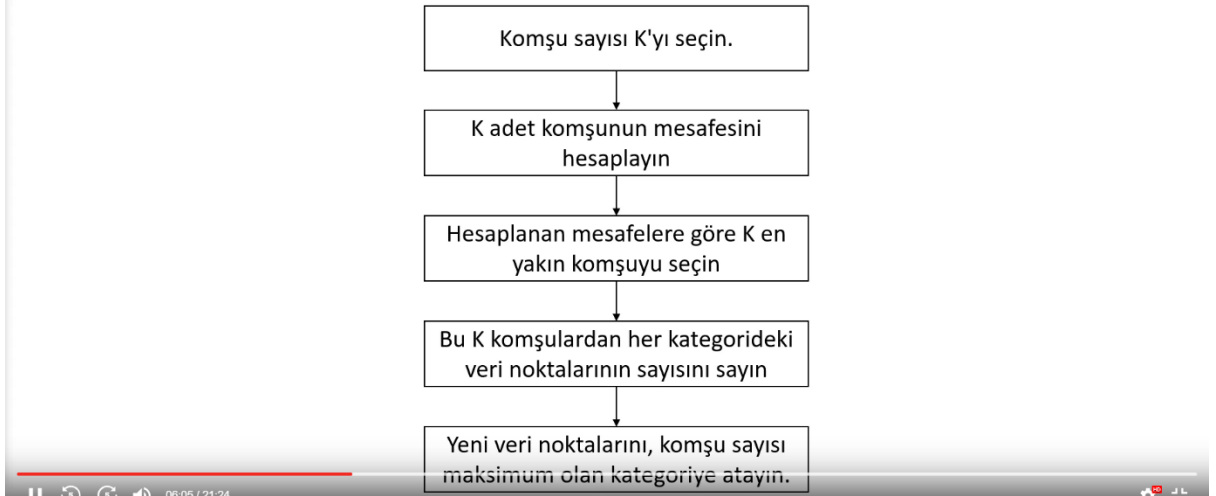 Komşu sayısı K'yı seçin.
K adet komşunun mesafesini
hesaplayın
Hesaplanan mesafelere göre K en
yakın komşuyu seçin
Bu K komşulardan her kategorideki
veri noktalarının sayısını sayın
Yeni veri noktalarını, komşu sayısı
maksimum olan kategoriye atayın.
06:05 / 21:24
HD